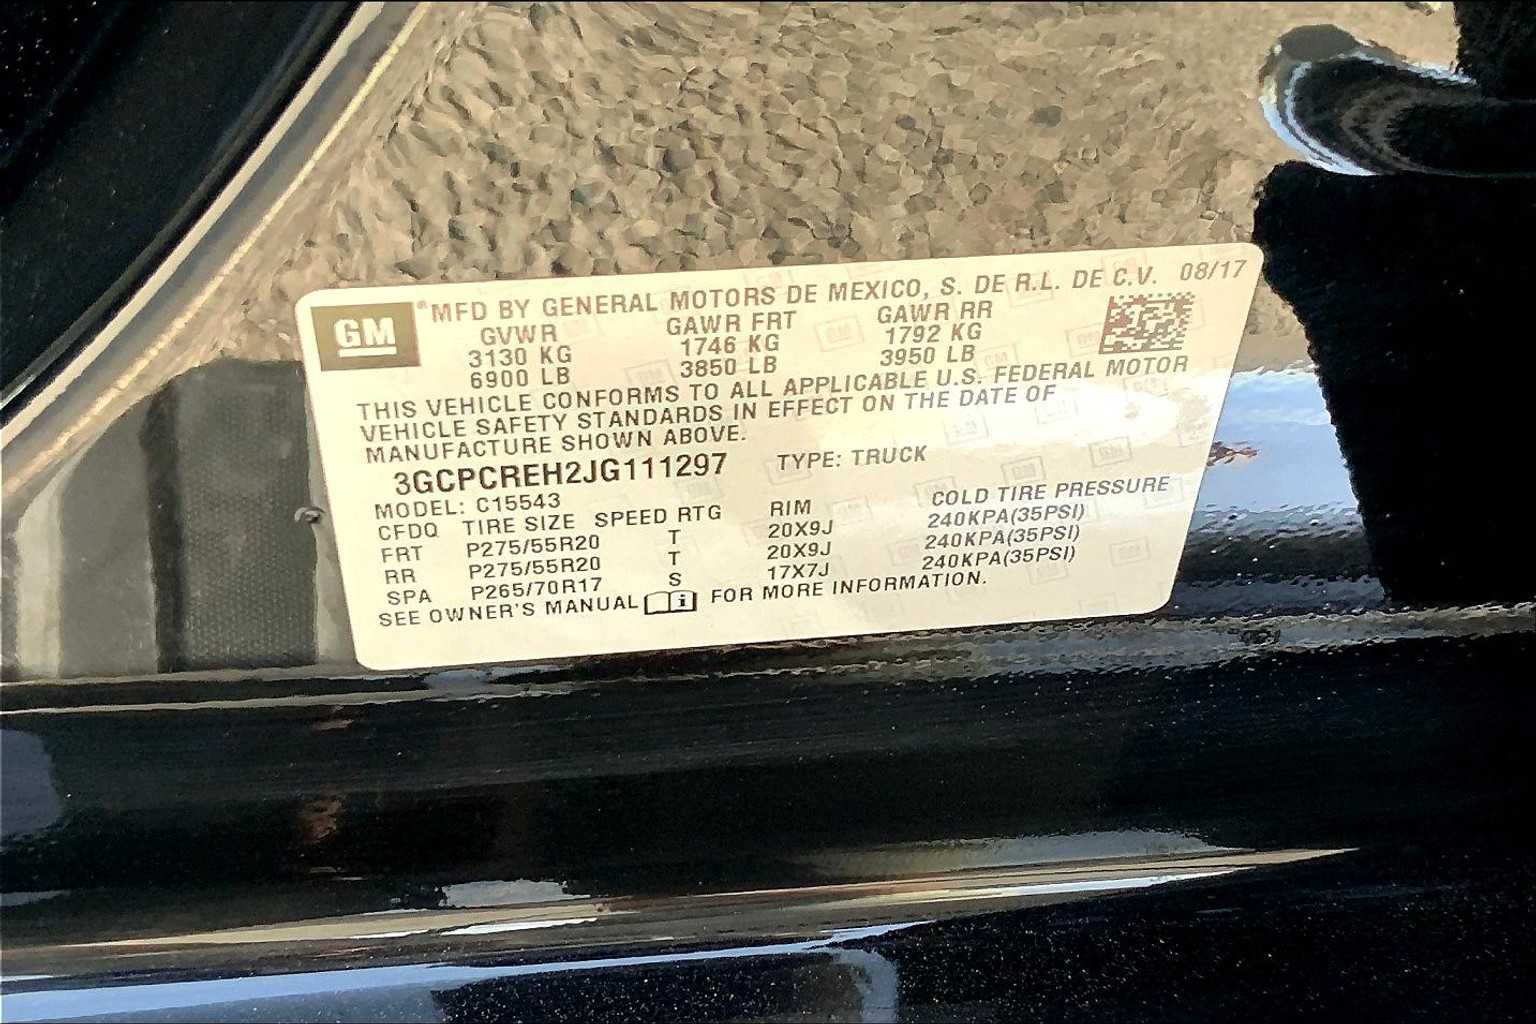 GM ®MFD BY GENERAL MOTORS DE MEXICO, S. DE R.L. DE C.V. 08/17
GVWR GAWR FRT GAWR RR
3130 KG 1746 KG 1792 KG
6900 LB 3850 LB 3950 LB
THIS VEHICLE CONFORMS TO ALL APPLICABLE U.S. FEDERAL MOTOR
VEHICLE SAFETY STANDARDS IN EFFECT ON THE DATE OF
MANUFACTURE SHOWN ABOVE.
3GCPCREH2JG111297 TYPE: TRUCK
MODEL: C15543
CFDQ TIRE SIZE SPEED RTG RIM COLD TIRE PRESSURE
FRT P275/55R20 T 20X9J 240KPA(35PSI)
RR P275/55R20 T 20X9J 240KPA(35PSI)
SPA P265/70R17 S 17X7J 240KPA(35PSI)
SEE OWNER'S MANUAL i FOR MORE INFORMATION.